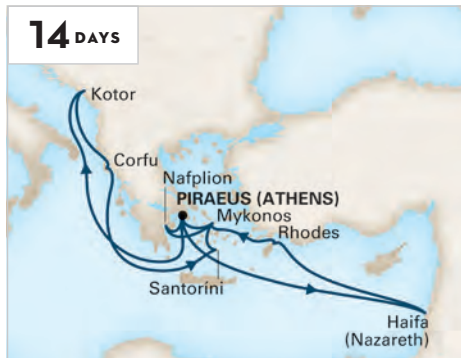 14 DAYS
Kotor
Corfu
Nafplion
PIRAEUS (ATHENS)
Mykonos
Rhodes
Santorini
Haifa
(Nazareth)